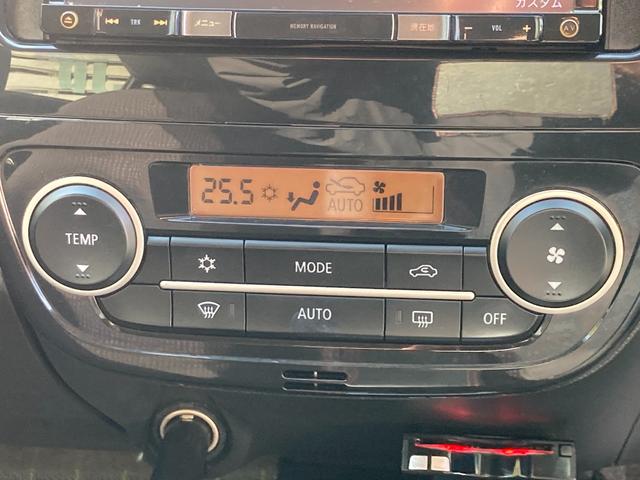 カスタム
TRK メニュー MEMORY NAVIGATION 現在地 − VOL + AV
25.5 AUTO
TEMP
MODE
AUTO OFF